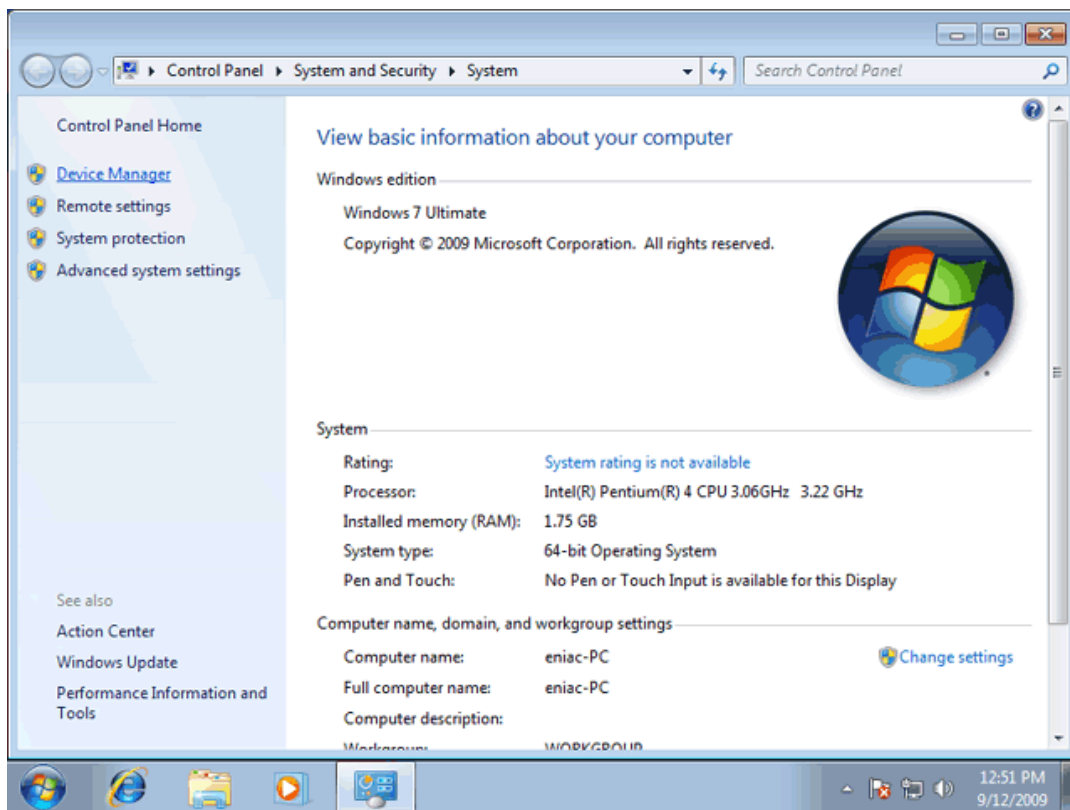 Control Panel System and Security System
Search Control Panel
Control Panel Home
Device Manager
Remote settings
System protection
Advanced system settings
See also
Action Center
Windows Update
Performance Information and
Tools
View basic information about your computer
Windows edition
Windows 7 Ultimate
Copyright © 2009 Microsoft Corporation. All rights reserved.
System
Rating: System rating is not available
Processor: Intel(R) Pentium(R) 4 CPU 3.06GHz 3.22 GHz
Installed memory (RAM): 1.75 GB
System type: 64-bit Operating System
Pen and Touch: No Pen or Touch Input is available for this Display
Computer name, domain, and workgroup settings
Computer name: eniac-PC
Change settings
Full computer name: eniac-PC
Computer description:
Workgroup: WORKGROUP
12:51 PM
9/12/2009